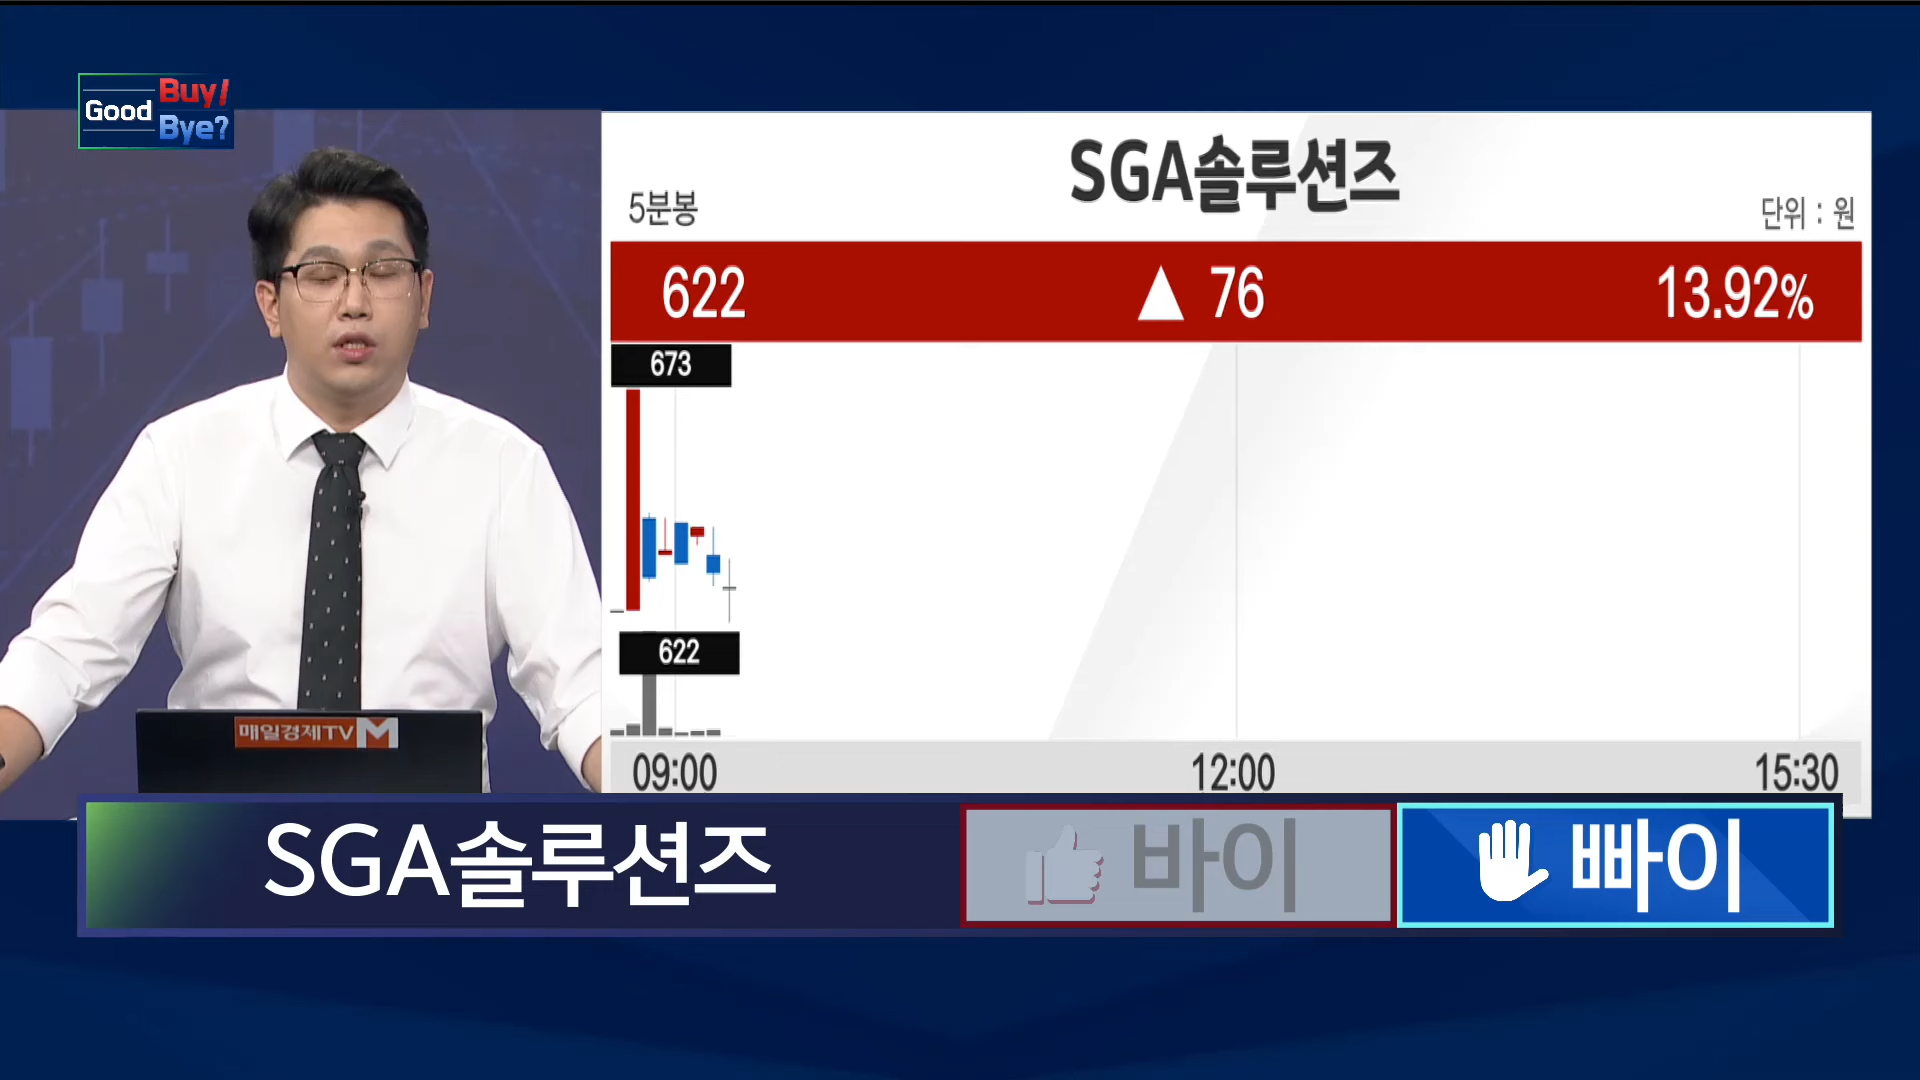 Good Buy!
Bye?
SGA솔루션즈
5분봉
단위 : 원
622 ▲ 76 13.92%
673
622
09:00 12:00 15:30
매일경제TV M
SGA솔루션즈 바이 빠이